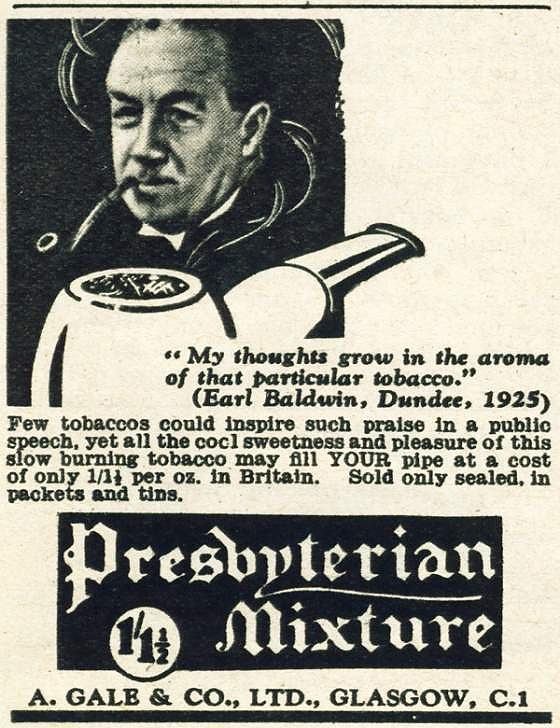 “ My thoughts grow in the aroma
of that particular tobacco.”
(Earl Baldwin, Dundee, 1925)
Few tobaccos could inspire such praise in a public
speech, yet all the cocl sweetness and pleasure of this
slow burning tobacco may fill YOUR pipe at a cost
of only 1/1½ per oz. in Britain. Sold only sealed, in
packets and tins.
Presbyterian
Mixture
1/1½
A. GALE & CO., LTD., GLASGOW, C.1